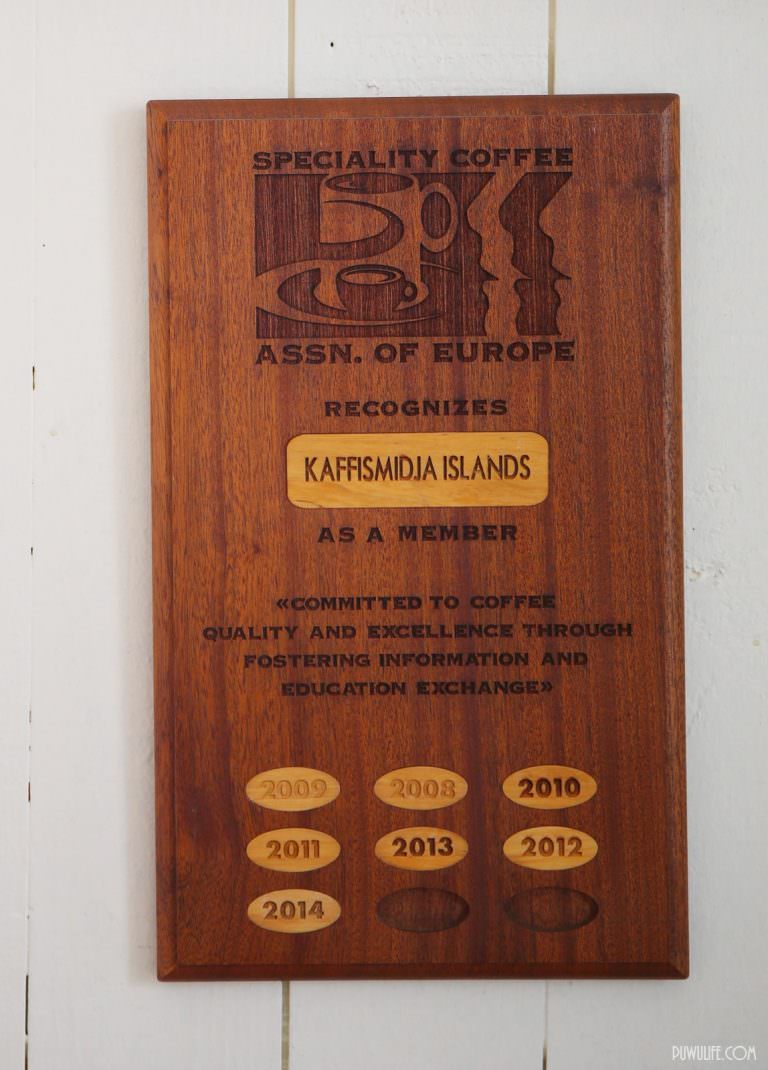 SPECIALITY COFFEE
ASSN. OF EUROPE
RECOGNIZES
KAFFISMIDJA ISLANDS
AS A MEMBER
«COMMITTED TO COFFEE
QUALITY AND EXCELLENCE THROUGH
FOSTERING INFORMATION AND
EDUCATION EXCHANGE»
2009 2008 2010
2011 2013 2012
2014
PUWULIFE.COM